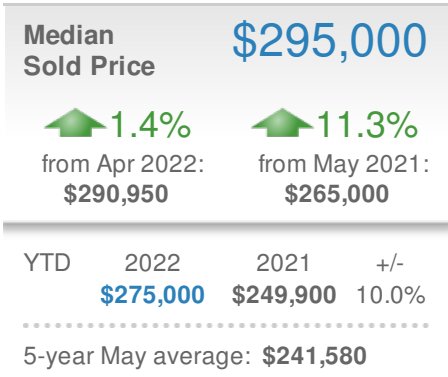 Median
Sold Price
$295,000
1.4%
from Apr 2022:
$290,950
11.3%
from May 2021:
$265,000
YTD 2022 2021 +/-
$275,000 $249,900 10.0%
5-year May average: $241,580